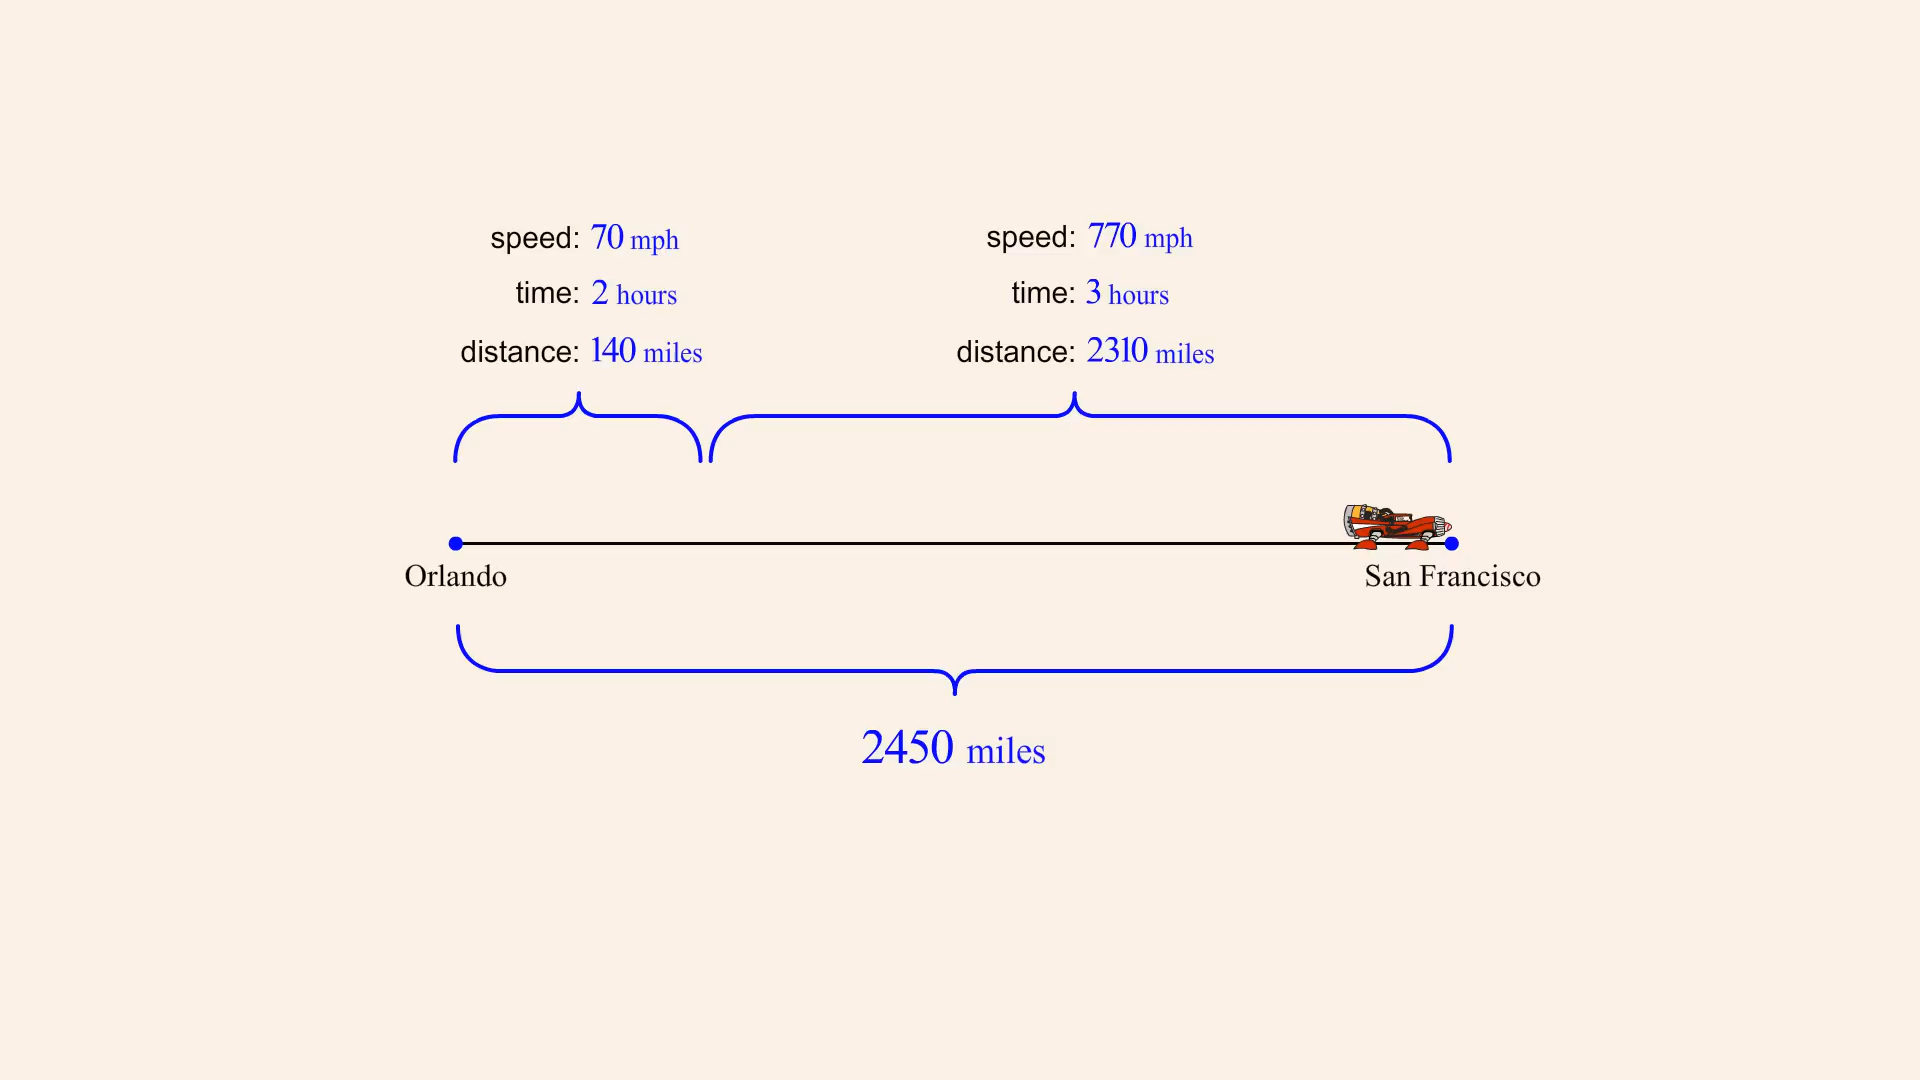 speed: 70 mph
time: 2 hours
distance: 140 miles
speed: 770 mph
time: 3 hours
distance: 2310 miles
Orlando
San Francisco
2450 miles